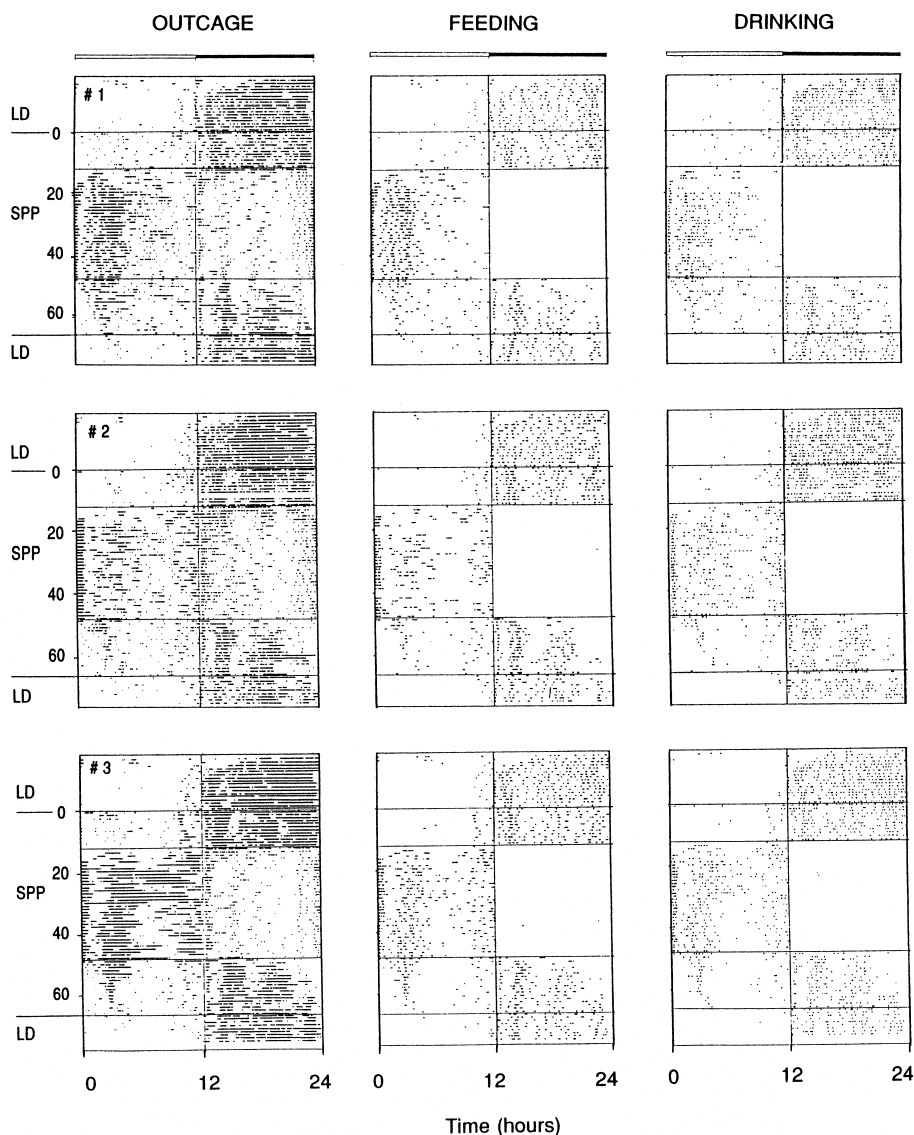 OUTCAGE FEEDING DRINKING
# 1
LD
0
20
SPP
40
60
LD
# 2
LD
0
20
SPP
40
60
LD
# 3
LD
0
20
SPP
40
60
LD
0 12 24 0 12 24 0 12 24
Time (hours)